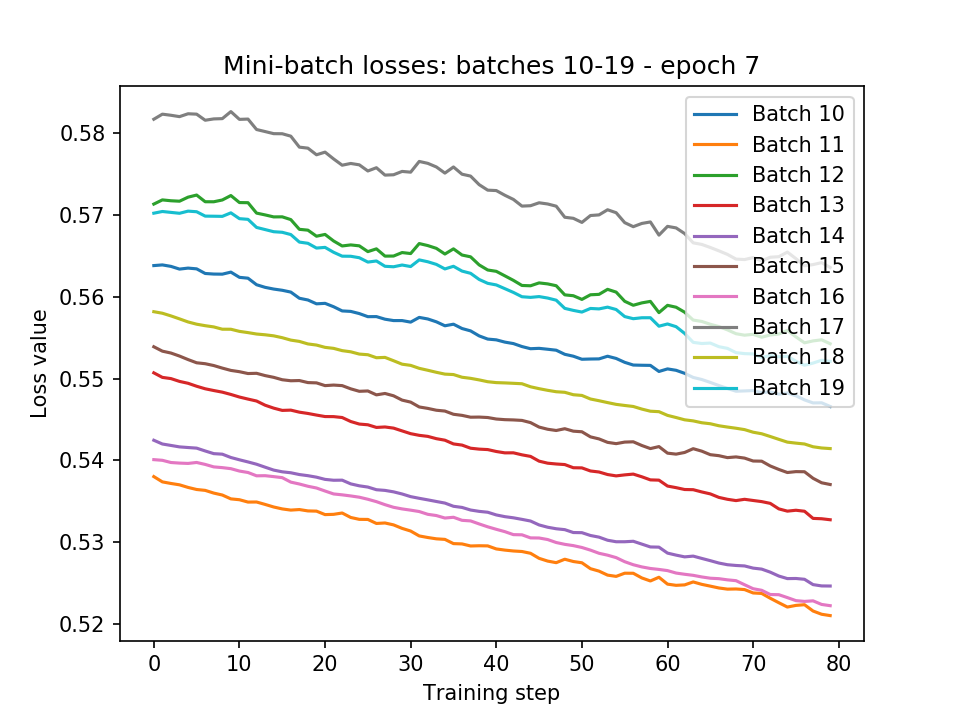 Mini-batch losses: batches 10-19 - epoch 7
Batch 10
Batch 11
Batch 12
Batch 13
Batch 14
Batch 15
Batch 16
Batch 17
Batch 18
Batch 19
0.58
0.57
0.56
0.55
0.54
0.53
0.52
Loss value
0 10 20 30 40 50 60 70 80
Training step